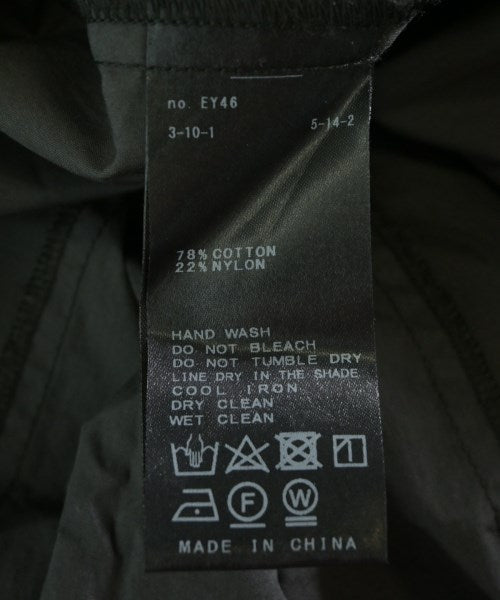 no. EY46
3-10-1 5-14-2
78% COTTON
22% NYLON
HAND WASH
DO NOT BLEACH
DO NOT TUMBLE DRY
LINE DRY IN THE SHADE
COOL IRON
DRY CLEAN
WET CLEAN
F W
MADE IN CHINA